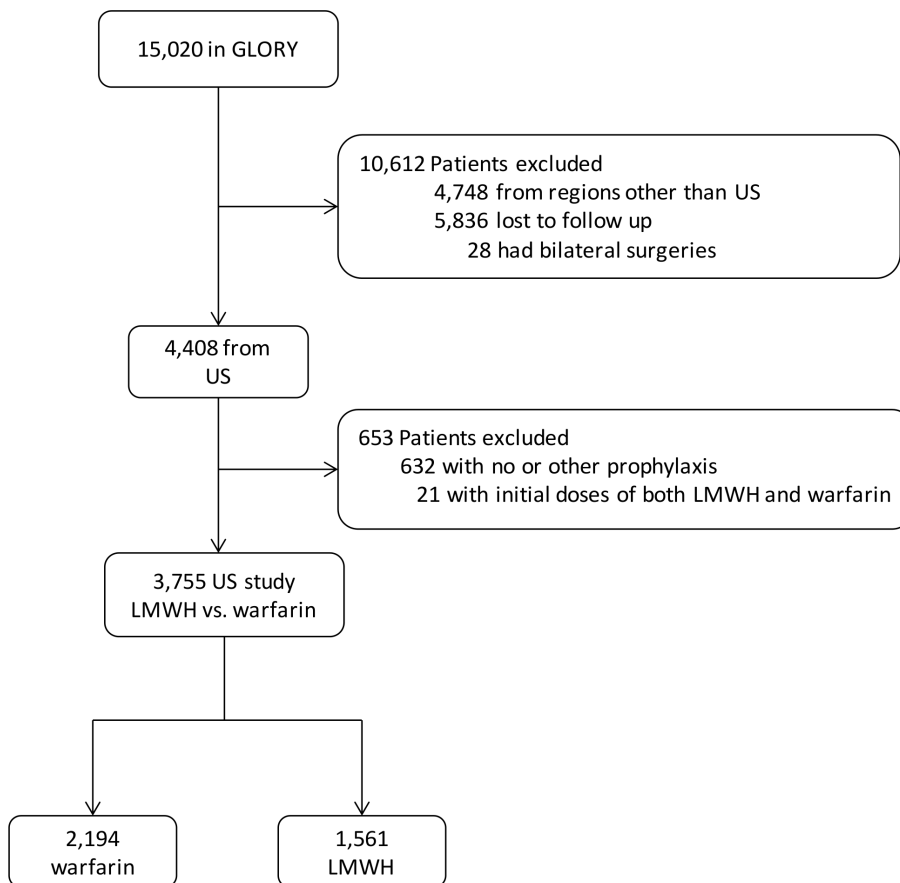 15,020 in GLORY
10,612 Patients excluded
4,748 from regions other than US
5,836 lost to follow up
28 had bilateral surgeries
4,408 from
US
653 Patients excluded
632 with no or other prophylaxis
21 with initial doses of both LMWH and warfarin
3,755 US study
LMWH vs. warfarin
2,194
warfarin
1,561
LMWH